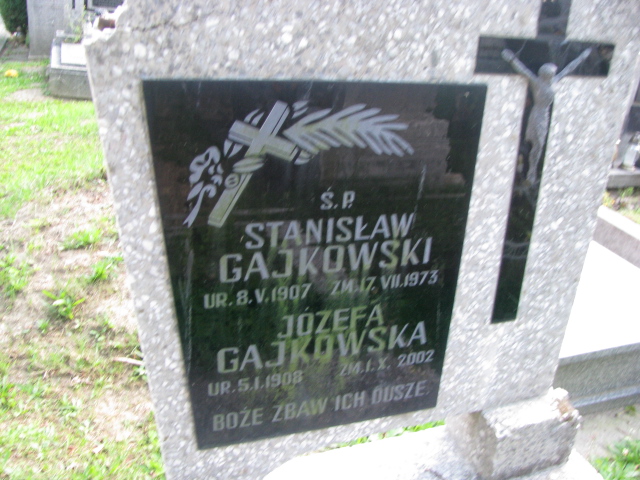 Ś. P.
STANISŁAW
GAJKOWSKI
UR. 8. V. 1907 ZM. 17. VII. 1973
JÓZEFA
GAJKOWSKA
UR. 5. I. 1908 ZM. I. X. 2002
BOŻE ZBAW ICH DUSZE